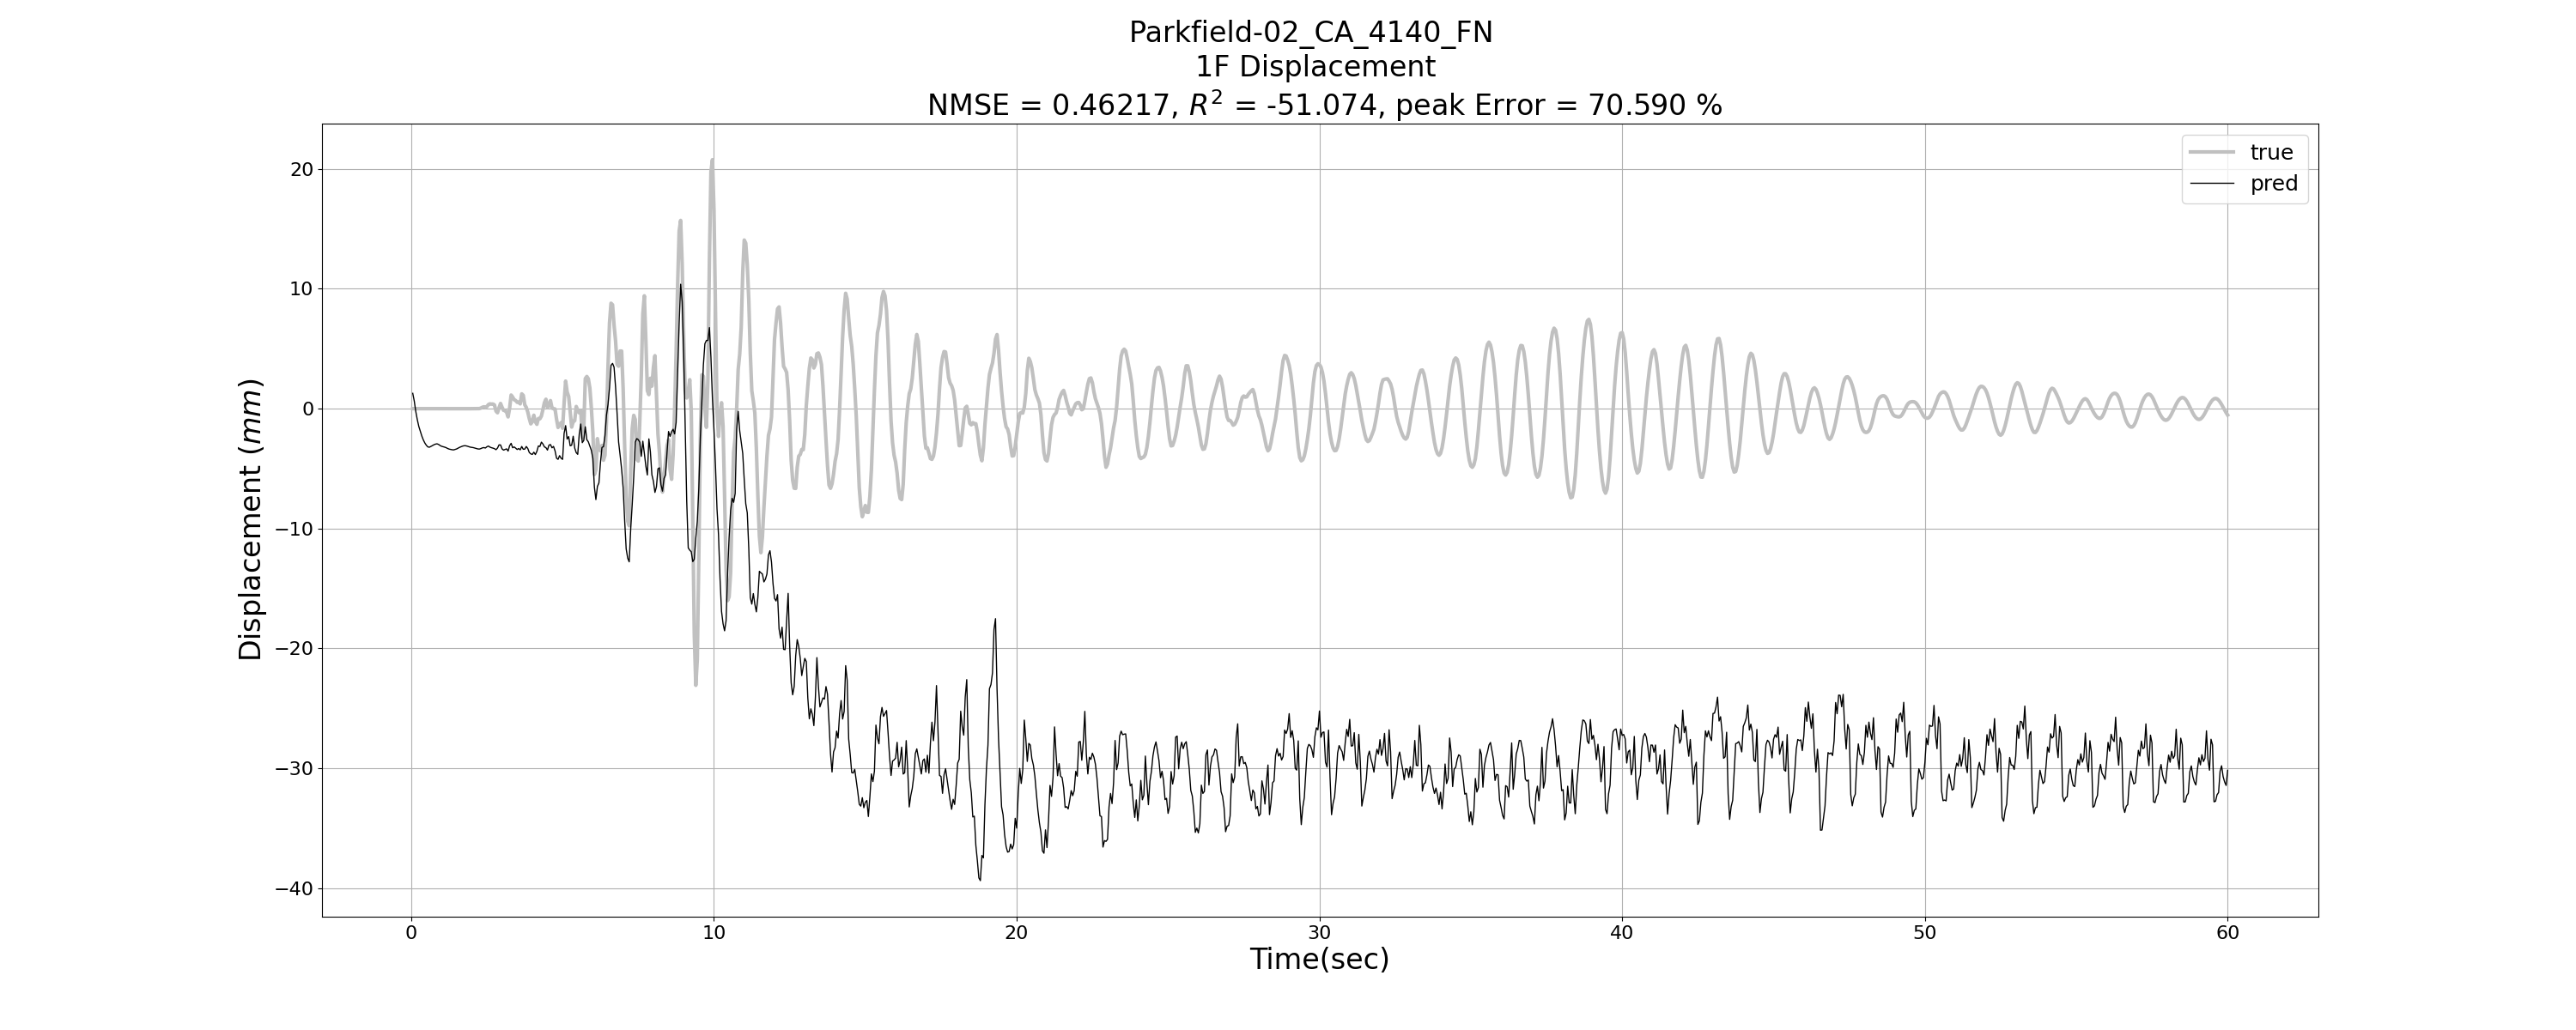 Parkfield-02_CA_4140_FN
1F Displacement
NMSE = 0.46217, R² = -51.074, peak Error = 70.590 %
true
pred
Displacement (mm)
20
10
0
−10
−20
−30
−40
0 10 20 30 40 50 60
Time(sec)